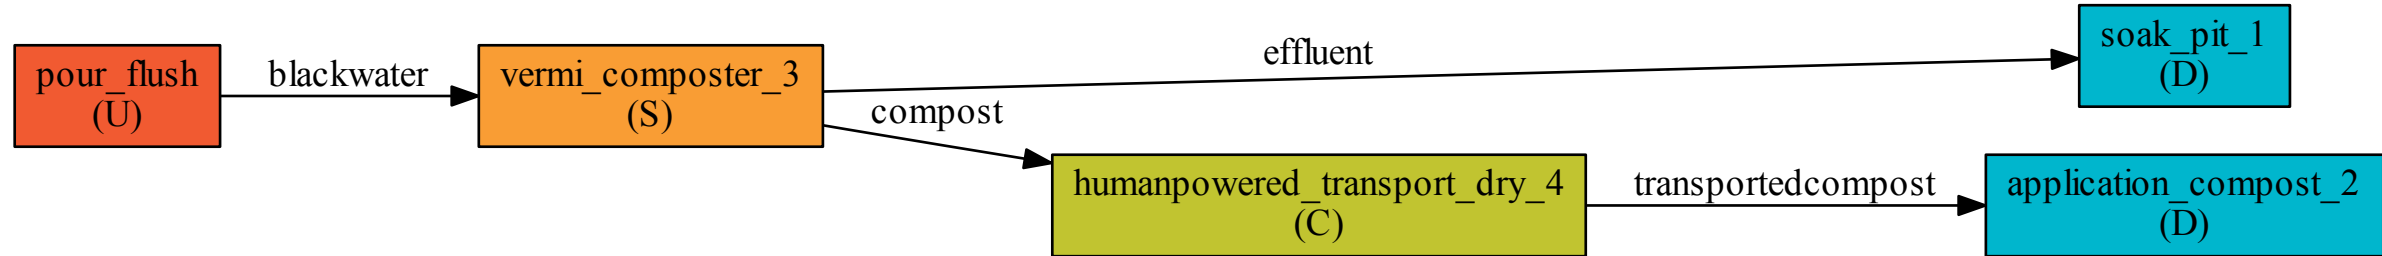 pour_flush
(U)
blackwater
vermi_composter_3
(S)
effluent
soak_pit_1
(D)
compost
humanpowered_transport_dry_4
(C)
transportedcompost
application_compost_2
(D)